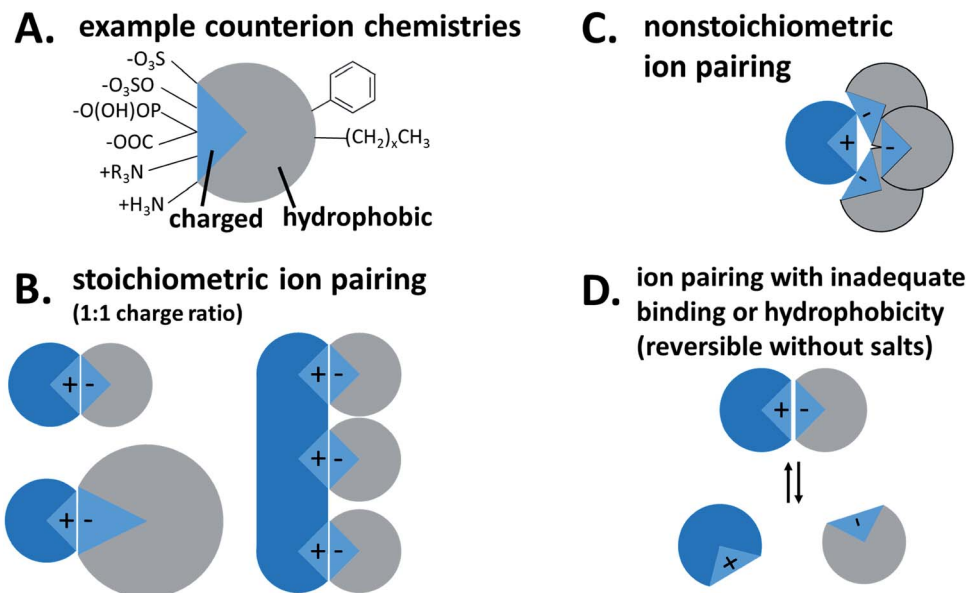 A. example counterion chemistries
-O₃S
-O₃SO
-O(OH)OP
-OOC
+R₃N
+H₃N
(CH₂)ₓCH₃
charged
hydrophobic
B. stoichiometric ion pairing
(1:1 charge ratio)
+ -
+ -
+ -
+ -
+ -
C. nonstoichiometric
ion pairing
-
+ -
-
D. ion pairing with inadequate
binding or hydrophobicity
(reversible without salts)
+ -
+ -